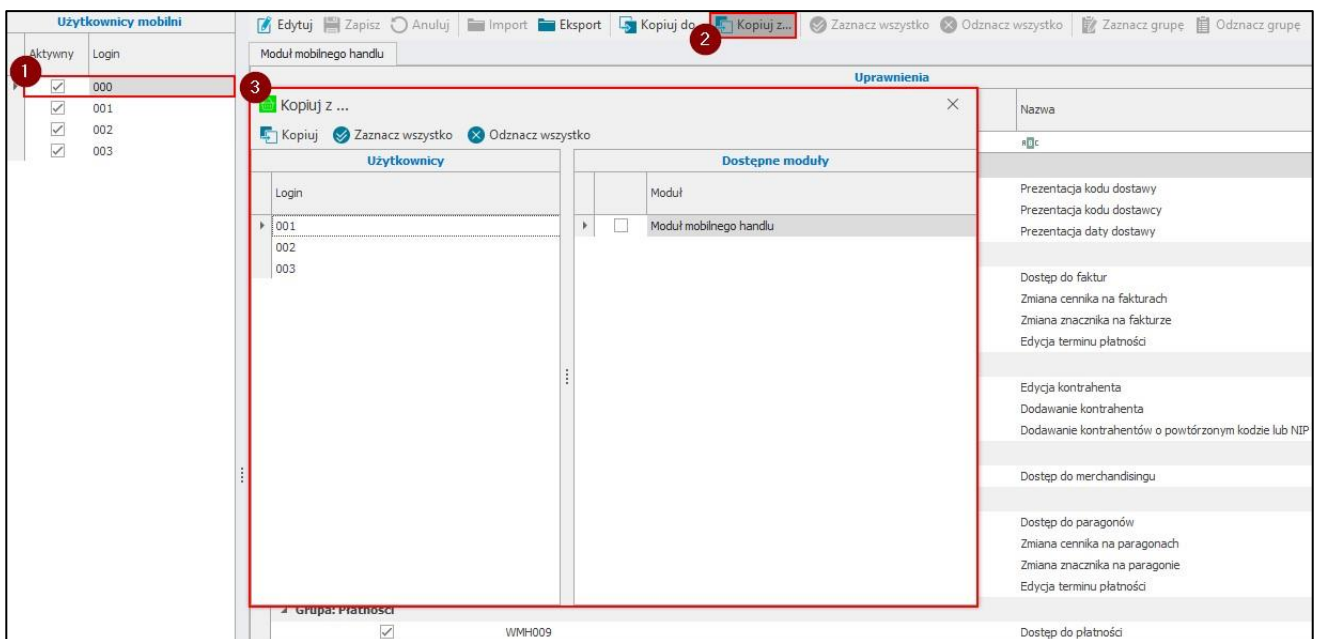 Użytkownicy mobilni
Edytuj Zapisz Anuluj Import Eksport Kopiuj do Kopiuj z... Zaznacz wszystko Odznacz wszystko Zaznacz grupę Odznacz grupę
2
Aktywny Login
Moduł mobilnego handlu
1
Uprawnienia
000
001
002
003
3
Kopiuj z ...
Kopiuj Zaznacz wszystko Odznacz wszystko
Użytkownicy Dostępne moduły
Login Moduł
001 Moduł mobilnego handlu
002
003
Nazwa
Prezentacja kodu dostawy
Prezentacja kodu dostawcy
Prezentacja daty dostawy
Dostęp do faktur
Zmiana cennika na fakturach
Zmiana znacznika na fakturze
Edycja terminu płatności
Edycja kontrahenta
Dodawanie kontrahenta
Dodawanie kontrahentów o powtórzonym kodzie lub NIP
Dostęp do merchandisingu
Dostęp do paragonów
Zmiana cennika na paragonach
Zmiana znacznika na paragonie
Edycja terminu płatności
Grupa: Płatności
WMH009 Dostęp do płatności